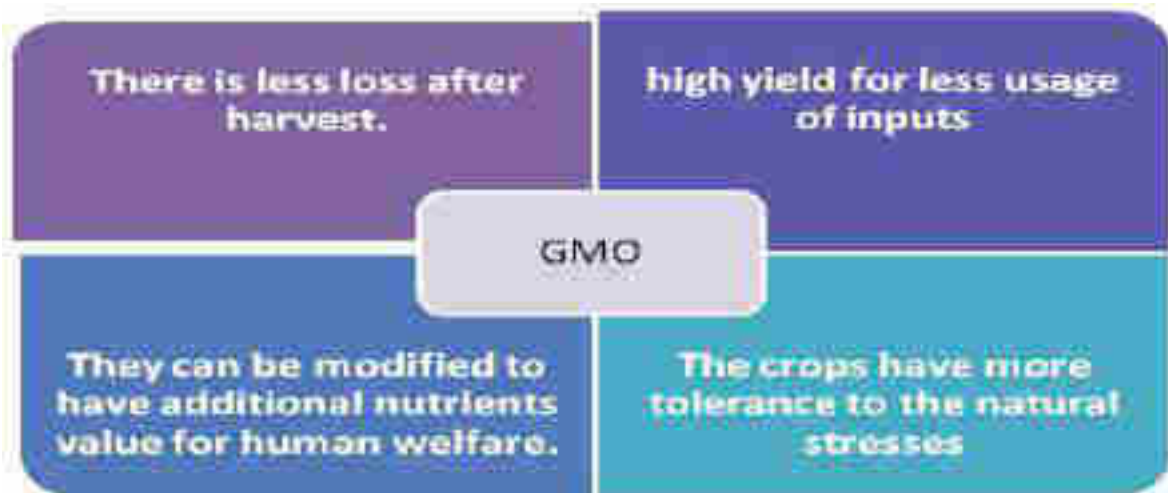 There is less loss after
harvest.
high yield for less usage
of inputs
GMO
They can be modified to
have additional nutrients
value for human welfare.
The crops have more
tolerance to the natural
stresses